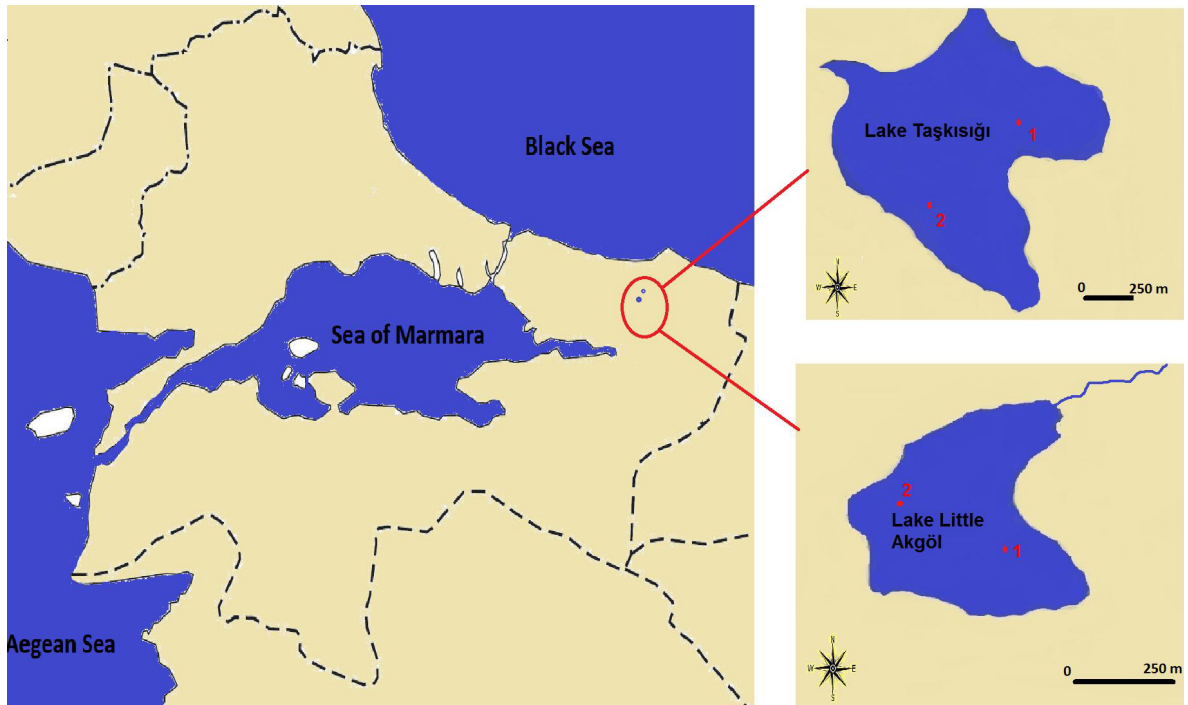 Black Sea
Sea of Marmara
Aegean Sea
Lake Taşkısığı
1
2
N
W
E
S
0 250 m
2
Lake Little
Akgöl
1
N
W
E
S
0 250 m